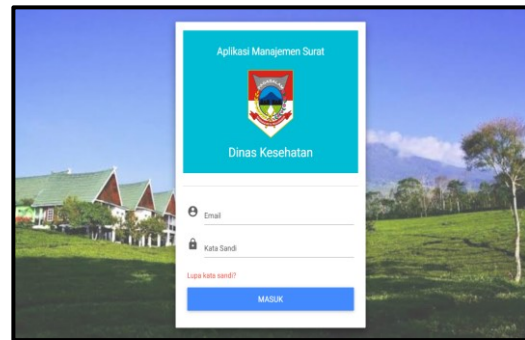 Aplikasi Manajemen Surat
Dinas Kesehatan
Email
Kata Sandi
Lupa kata sandi?
MASUK